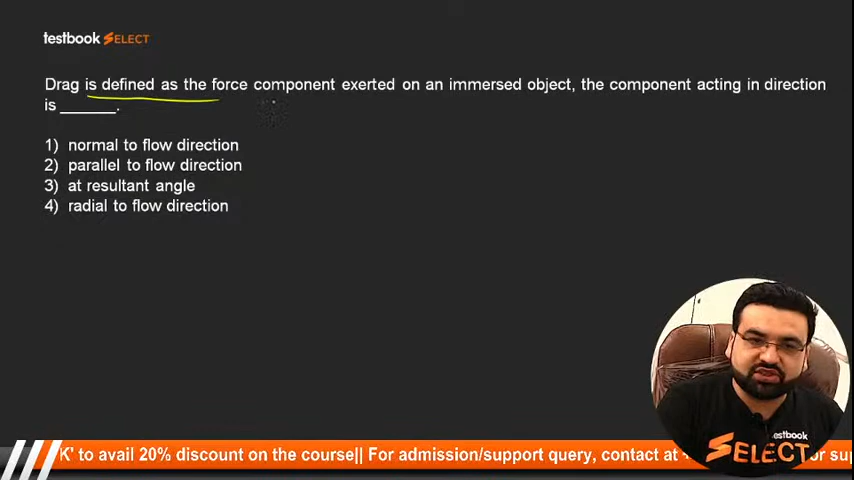 testbook SELECT
Drag is defined as the force component exerted on an immersed object, the component acting in direction
is ______.
1) normal to flow direction
2) parallel to flow direction
3) at resultant angle
4) radial to flow direction
testbook
SELECT
K' to avail 20% discount on the course|| For admission/support query, contact at